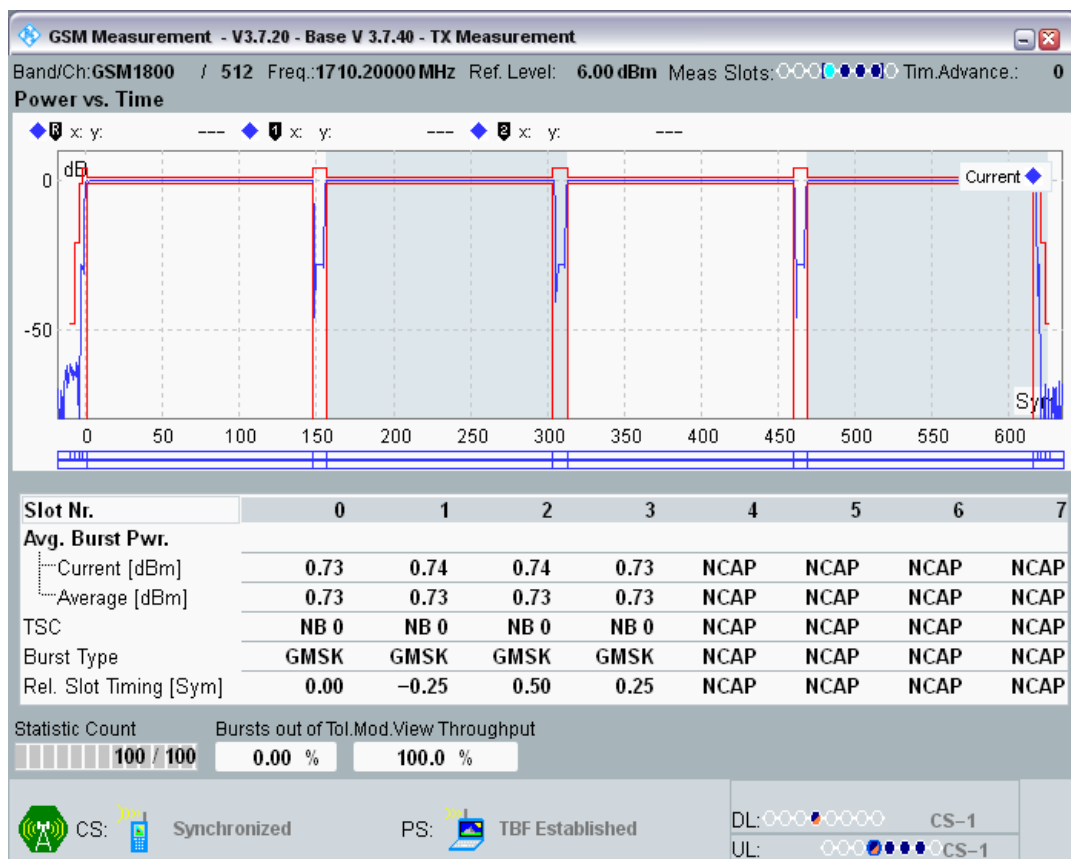 GSM Measurement - V3.7.20 - Base V 3.7.40 - TX Measurement
Band/Ch:GSM1800 / 512 Freq.:1710.20000 MHz Ref. Level: 6.00 dBm Meas Slots: Tim.Advance.: 0
Power vs. Time
R x: y: --- 1 x: y: --- 2 x: y: ---
dB
Current
0
-50
Sym
0 50 100 150 200 250 300 350 400 450 500 550 600
Slot Nr. 0 1 2 3 4 5 6 7
Avg. Burst Pwr.
Current [dBm] 0.73 0.74 0.74 0.73 NCAP NCAP NCAP NCAP
Average [dBm] 0.73 0.73 0.73 0.73 NCAP NCAP NCAP NCAP
TSC NB 0 NB 0 NB 0 NB 0 NCAP NCAP NCAP NCAP
Burst Type GMSK GMSK GMSK GMSK NCAP NCAP NCAP NCAP
Rel. Slot Timing [Sym] 0.00 −0.25 0.50 0.25 NCAP NCAP NCAP NCAP
Statistic Count Bursts out of Tol.Mod.View Throughput
100 / 100 0.00 % 100.0 %
CS: Synchronized PS: TBF Established DL: CS−1
UL: CS−1